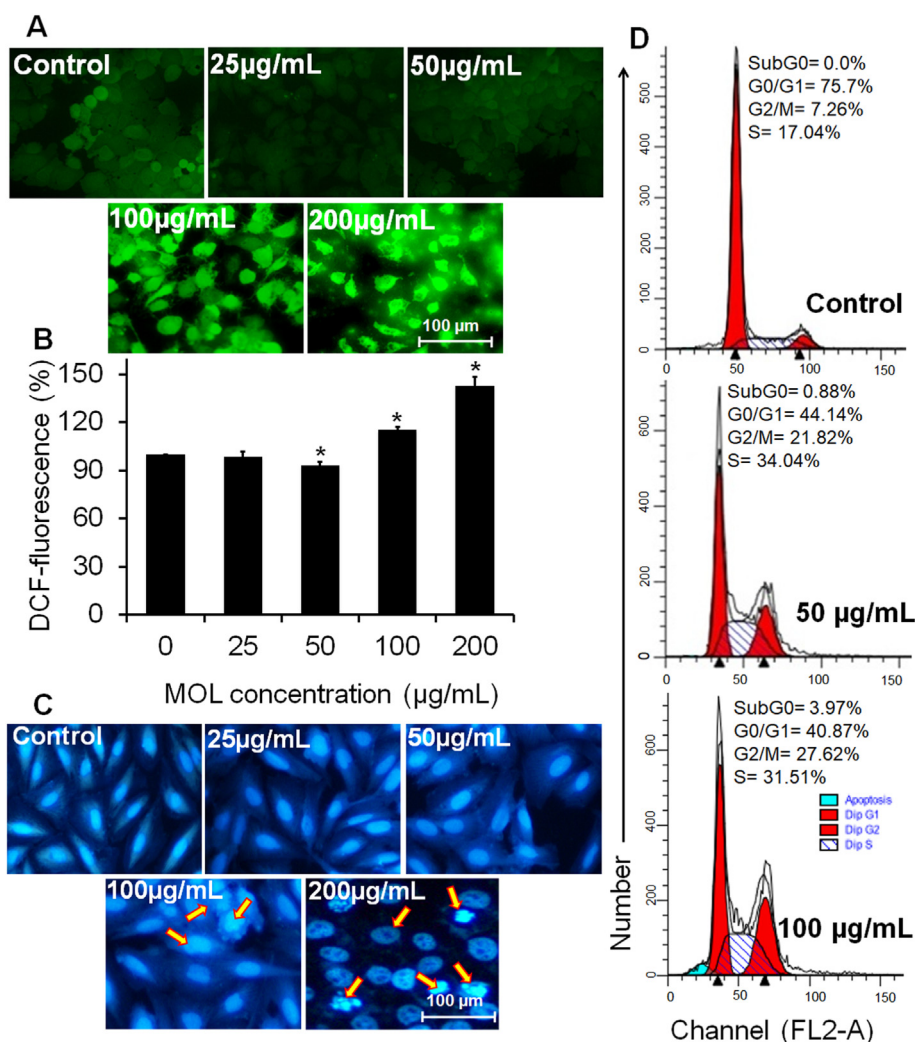 A
Control
25µg/mL
50µg/mL
100µg/mL
200µg/mL
100 µm
B
DCF-fluorescence (%)
150
120
90
60
30
0
*
*
*
0 25 50 100 200
MOL concentration (µg/mL)
C
Control
25µg/mL
50µg/mL
100µg/mL
200µg/mL
100 µm
D
SubG0= 0.0%
G0/G1= 75.7%
G2/M= 7.26%
S= 17.04%
500
400
300
200
100
0
Control
0 50 100 150
SubG0= 0.88%
G0/G1= 44.14%
G2/M= 21.82%
S= 34.04%
600
400
200
0
50 µg/mL
0 50 100 150
SubG0= 3.97%
G0/G1= 40.87%
G2/M= 27.62%
S= 31.51%
Apoptosis
Dip G1
Dip G2
Dip S
600
400
200
0
100 µg/mL
0 50 100 150
Number
Channel (FL2-A)